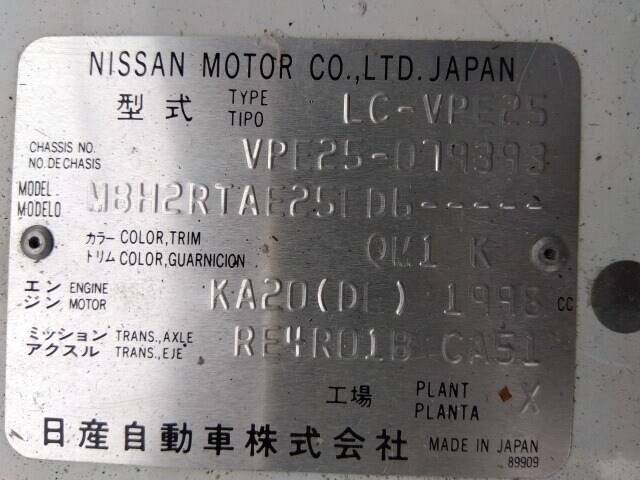 NISSAN MOTOR CO.,LTD. JAPAN
型式 TYPE TIPO LC-VPE25
CHASSIS NO. NO. DE CHASIS VPE25-079393
MODEL MODELO MBH2RTAE25EDG-----
カラー トリム COLOR,TRIM COLOR,GUARNICION QM1 K
エンジン ENGINE MOTOR KA20(DE) 1998 CC
ミッション アクスル TRANS.,AXLE TRANS.,EJE RE4R01B CA51
工場 PLANT PLANTA X
日産自動車株式会社 MADE IN JAPAN
89909